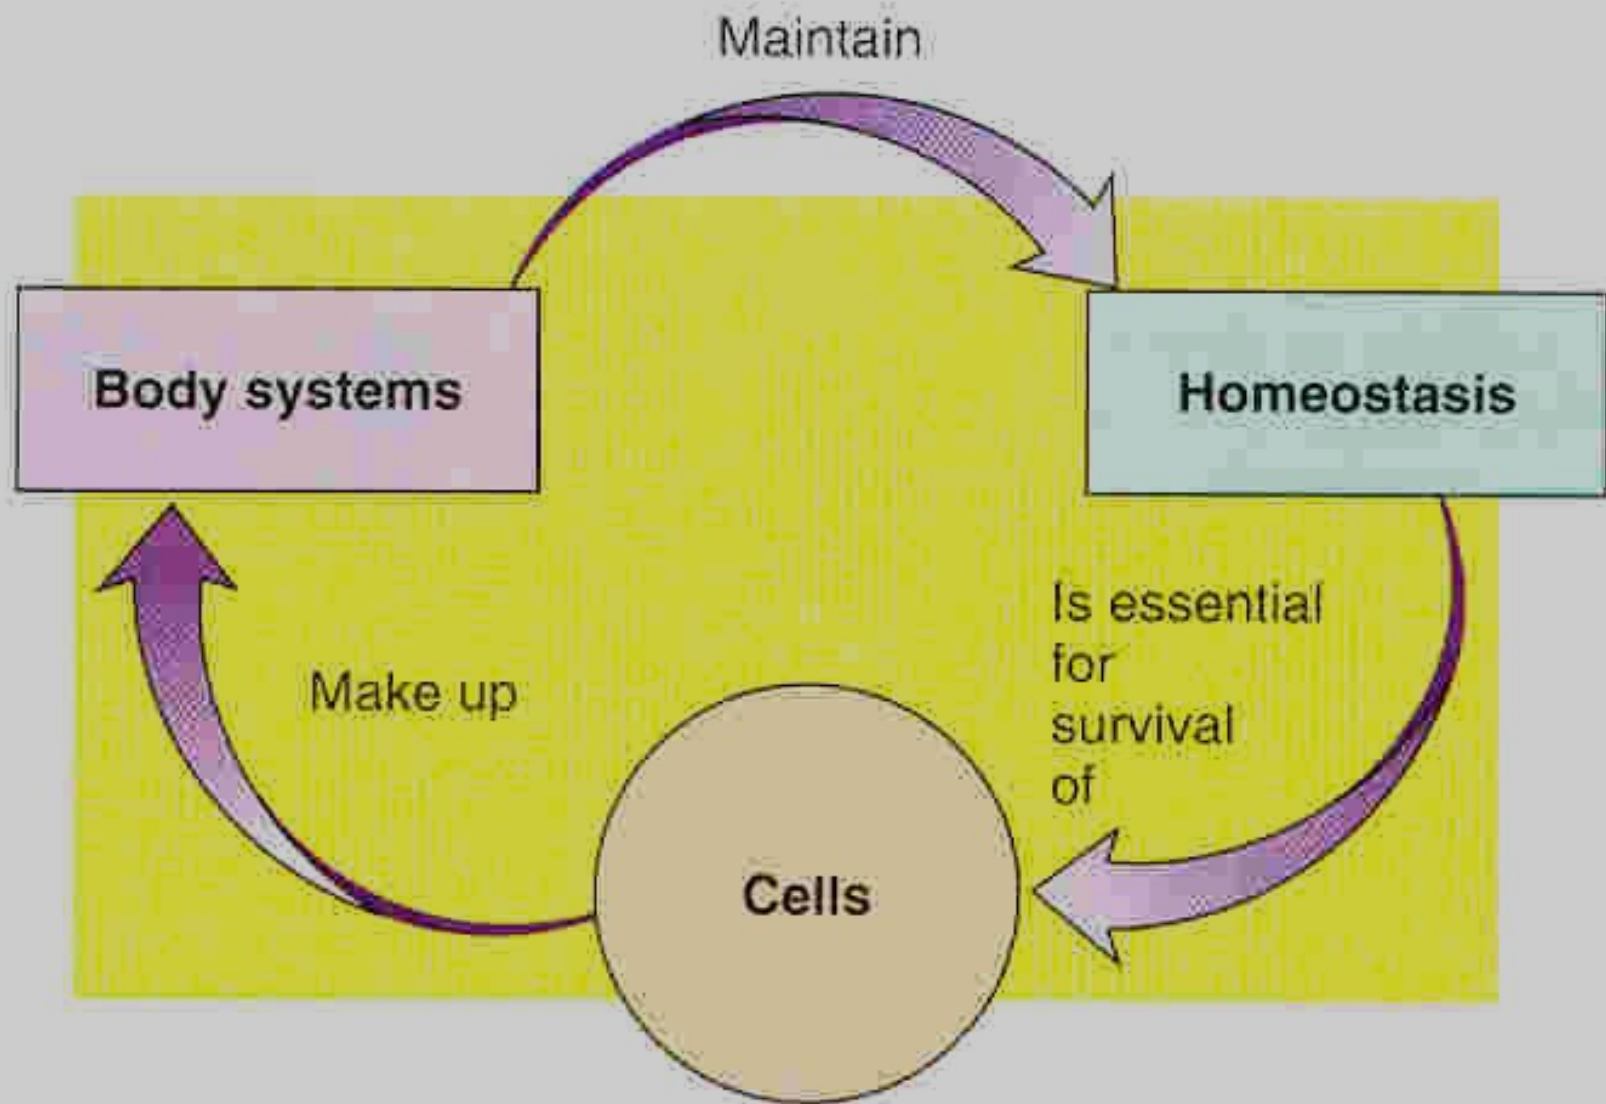 Maintain
Body systems
Homeostasis
Is essential
for
survival
of
Make up
Cells